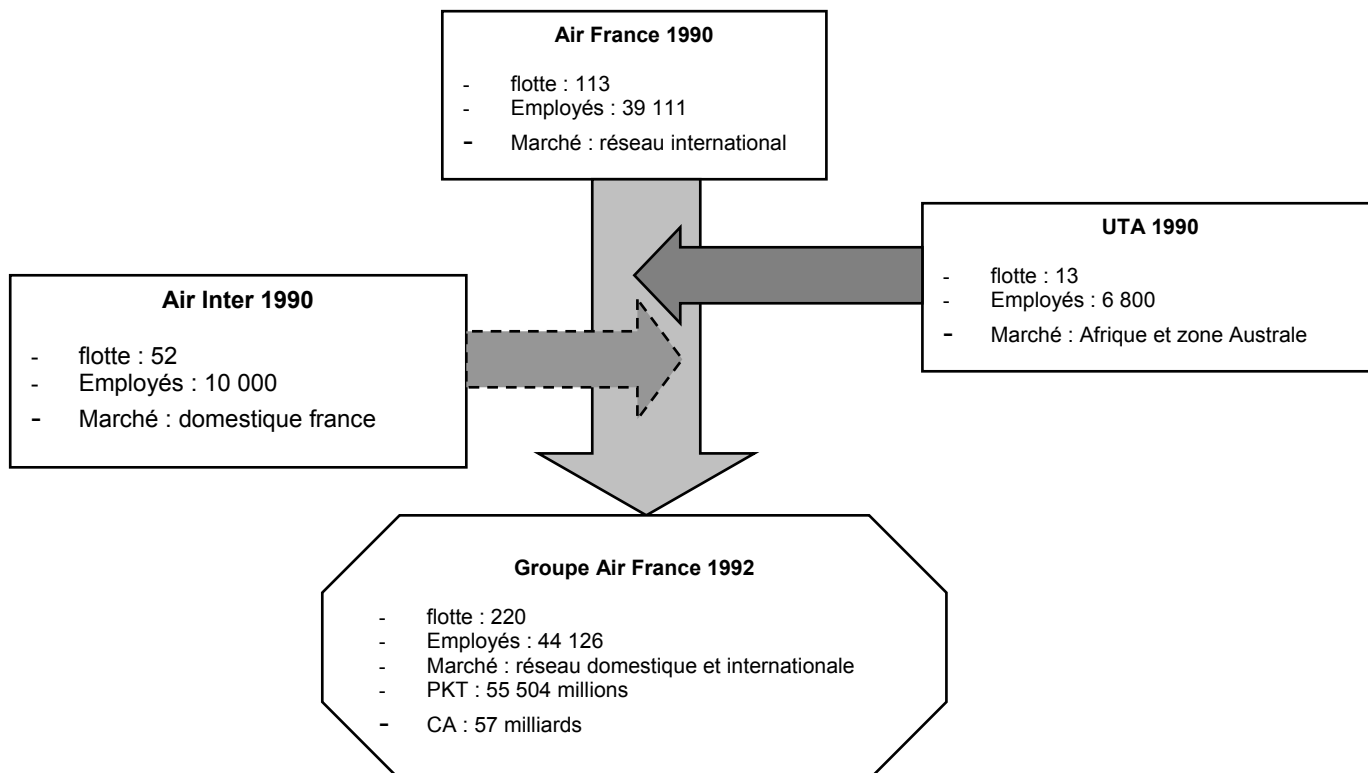 Air France 1990
- flotte : 113
- Employés : 39 111
- Marché : réseau international
UTA 1990
- flotte : 13
- Employés : 6 800
- Marché : Afrique et zone Australe
Air Inter 1990
- flotte : 52
- Employés : 10 000
- Marché : domestique france
Groupe Air France 1992
- flotte : 220
- Employés : 44 126
- Marché : réseau domestique et internationale
- PKT : 55 504 millions
- CA : 57 milliards